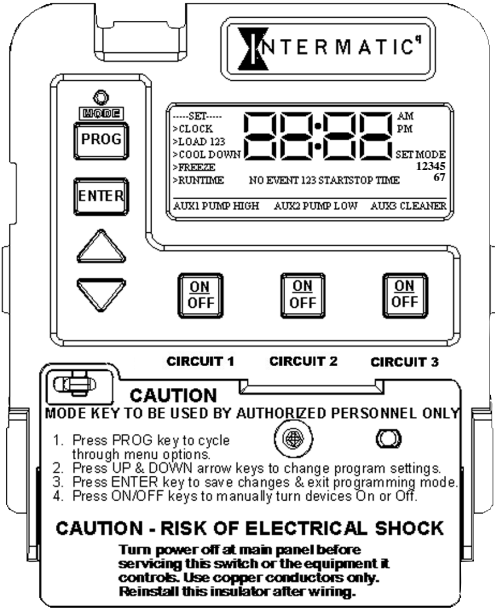 INTERMATIC
MODE
PROG
ENTER
----SET----
>CLOCK
>LOAD 123
>COOL DOWN
>FREEZE
>RUNTIME
88:88
AM
PM
SET MODE
12345
67
NO EVENT 123 STARTSTOP TIME
AUX1 PUMP HIGH AUX2 PUMP LOW AUX3 CLEANER
ON
OFF
ON
OFF
ON
OFF
CIRCUIT 1 CIRCUIT 2 CIRCUIT 3
CAUTION
MODE KEY TO BE USED BY AUTHORIZED PERSONNEL ONLY
1. Press PROG key to cycle
through menu options.
2. Press UP & DOWN arrow keys to change program settings.
3. Press ENTER key to save changes & exit programming mode.
4. Press ON/OFF keys to manually turn devices On or Off.
CAUTION - RISK OF ELECTRICAL SHOCK
Turn power off at main panel before
servicing this switch or the equipment it
controls. Use copper conductors only.
Reinstall this insulator after wiring.